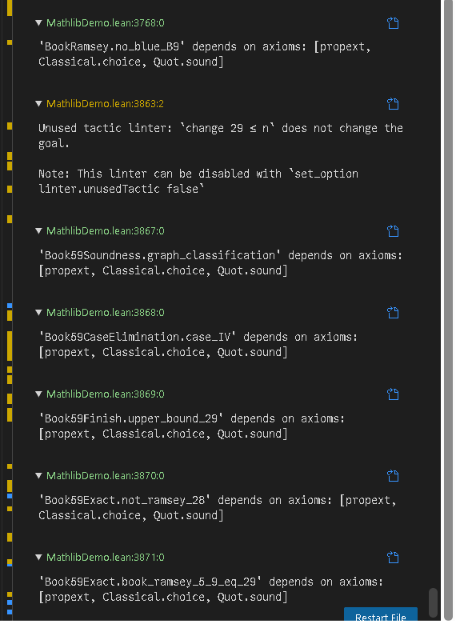 ▼ MathlibDemo.lean:3768:0
'BookRamsey.no_blue_B9' depends on axioms: [propext,
Classical.choice, Quot.sound]
▼ MathlibDemo.lean:3863:2
Unused tactic linter: `change 29 ≤ n` does not change the
goal.
Note: This linter can be disabled with `set_option
linter.unusedTactic false`
▼ MathlibDemo.lean:3867:0
'Book59Soundness.graph_classification' depends on axioms:
[propext, Classical.choice, Quot.sound]
▼ MathlibDemo.lean:3868:0
'Book59CaseElimination.case_IV' depends on axioms:
[propext, Classical.choice, Quot.sound]
▼ MathlibDemo.lean:3869:0
'Book59Finish.upper_bound_29' depends on axioms:
[propext, Classical.choice, Quot.sound]
▼ MathlibDemo.lean:3870:0
'Book59Exact.not_ramsey_28' depends on axioms: [propext,
Classical.choice, Quot.sound]
▼ MathlibDemo.lean:3871:0
'Book59Exact.book_ramsey_5_9_eq_29' depends on axioms:
[propext, Classical.choice, Quot.sound]
Restart File